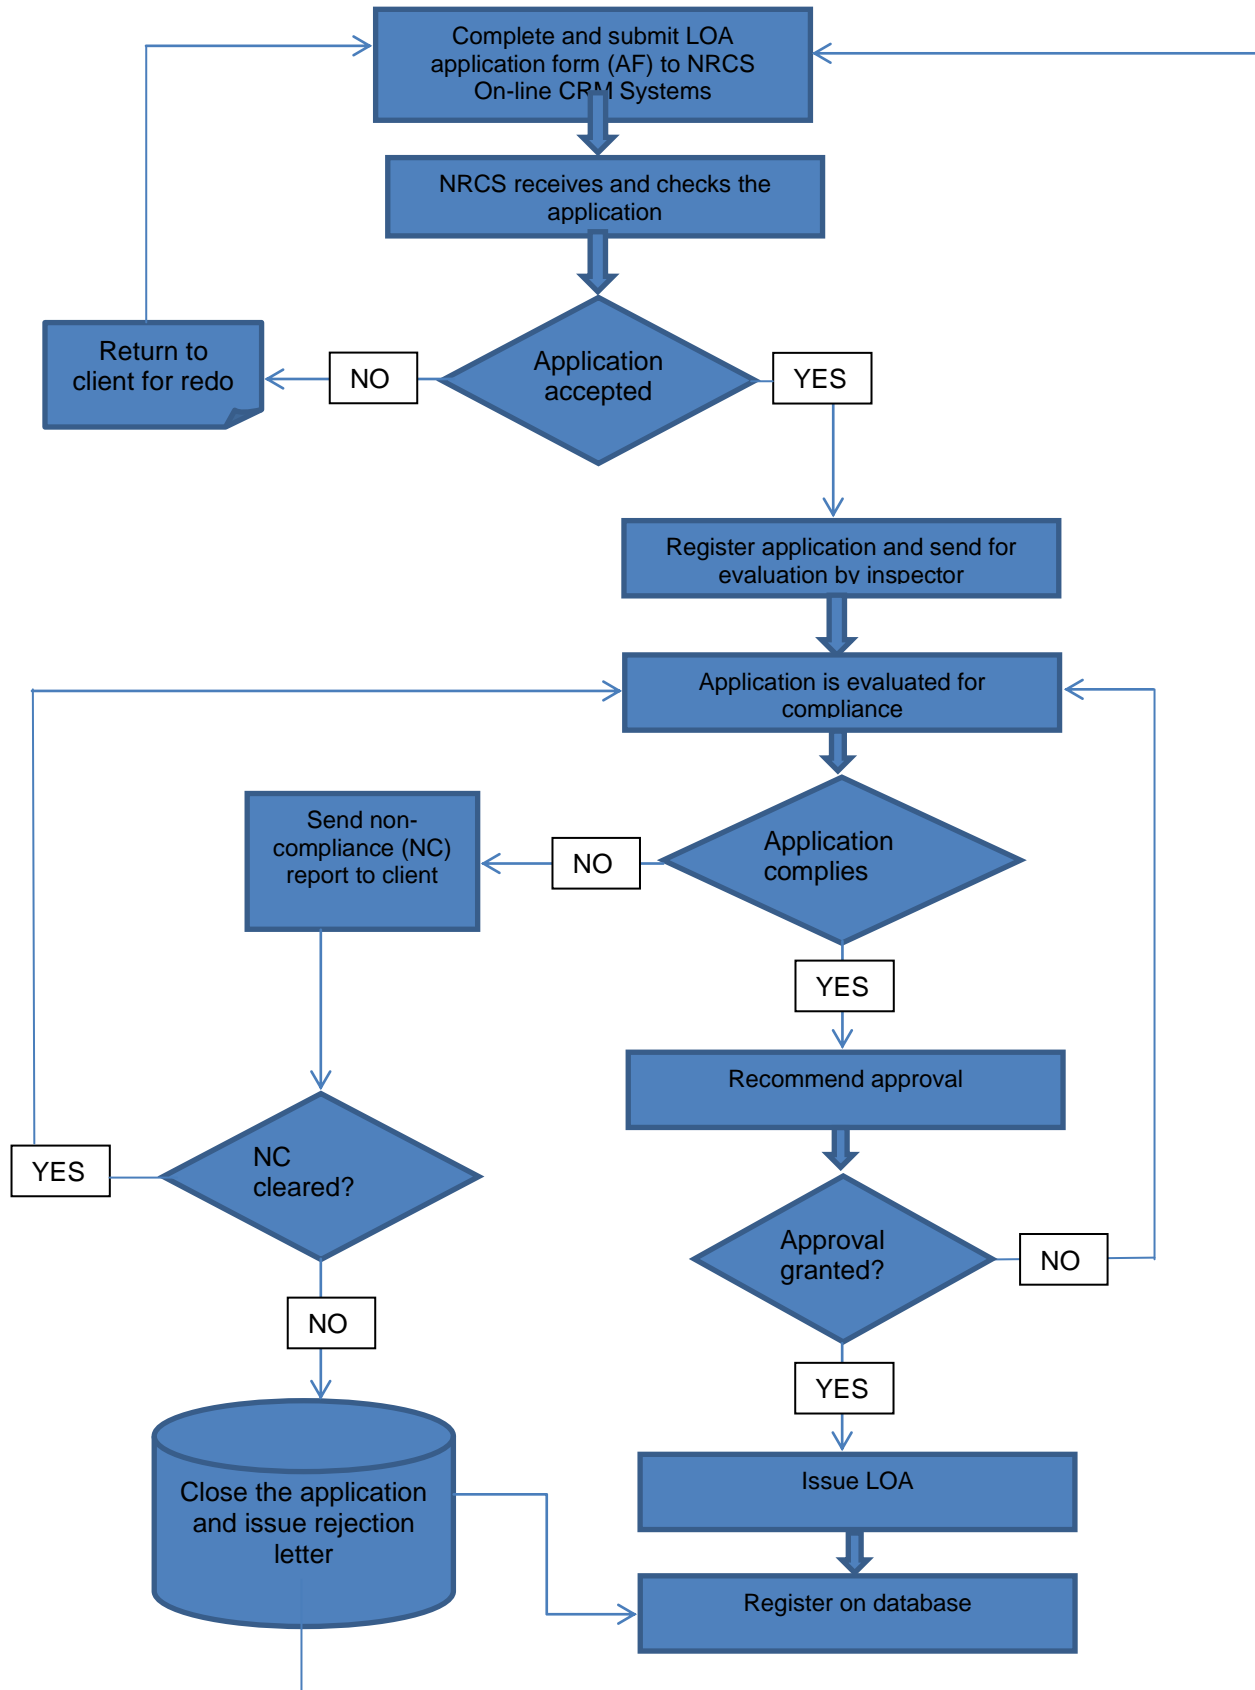 Complete and submit LOA
application form (AF) to NRCS
On-line CRM Systems
NRCS receives and checks the
application
Return to
client for redo
NO
Application
accepted
YES
Register application and send for
evaluation by inspector
Application is evaluated for
compliance
Send non-
compliance (NC)
report to client
NO
Application
complies
YES
Recommend approval
YES
NC
cleared?
Approval
granted?
NO
NO
YES
Close the application
and issue rejection
letter
Issue LOA
Register on database